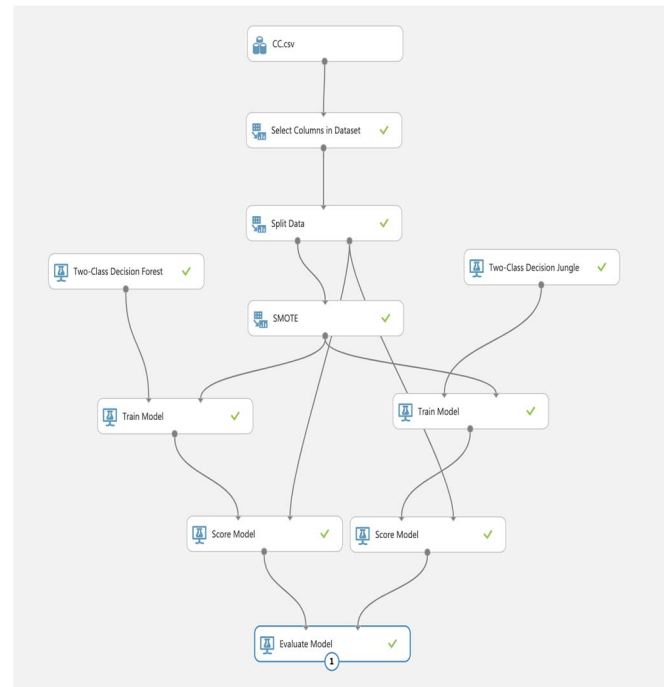 CC.csv
Select Columns in Dataset
Split Data
Two-Class Decision Forest
Two-Class Decision Jungle
SMOTE
Train Model
Train Model
Score Model
Score Model
Evaluate Model
1